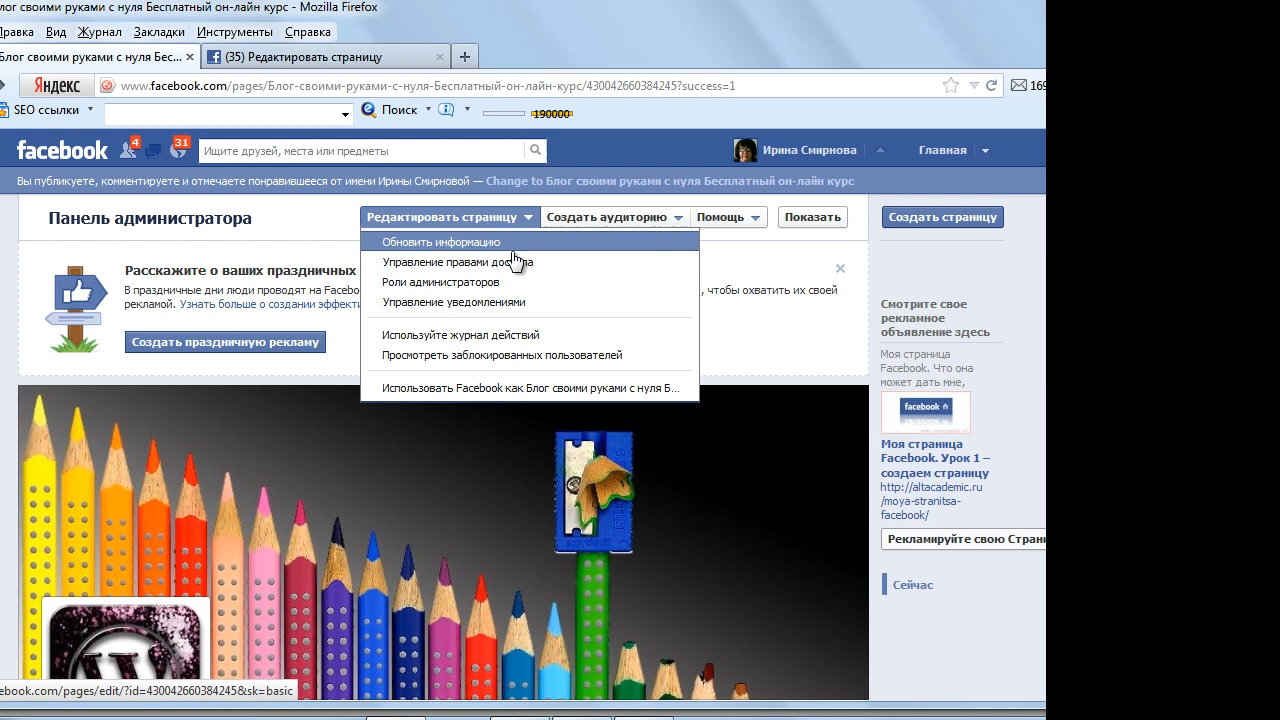 лог своими руками с нуля Бесплатный он-лайн курс - Mozilla Firefox
Правка Вид Журнал Закладки Инструменты Справка
Блог своими руками с нуля Бес... × (35) Редактировать страницу × +
Яндекс www.facebook.com/pages/Блог-своими-руками-с-нуля-Бесплатный-он-лайн-курс/430042660384245?success=1 169
SEO ссылки Поиск 190000
facebook 4 31 Ищите друзей, места или предметы Ирина Смирнова Главная
Вы публикуете, комментируете и отмечаете понравившееся от имени Ирины Смирновой — Change to Блог своими руками с нуля Бесплатный он-лайн курс
Панель администратора Редактировать страницу Создать аудиторию Помощь Показать Создать страницу
Обновить информацию
Управление правами доступа
Роли администраторов
Управление уведомлениями
Используйте журнал действий
Просмотреть заблокированных пользователей
Использовать Facebook как Блог своими руками с нуля Б...
Расскажите о ваших праздничных
В праздничные дни люди проводят на Facebo , чтобы охватить их своей
рекламой. Узнать больше о создании эффекти
Создать праздничную рекламу
Смотрите свое
рекламное
объявление здесь
Моя страница
Facebook. Что она
может дать мне,
facebook
Моя страница
Facebook. Урок 1 –
создаем страницу
http://altacademic.ru
/moya-stranitsa-
facebook/
Рекламируйте свою Страни
Сейчас
ebook.com/pages/edit/?id=430042660384245&sk=basic